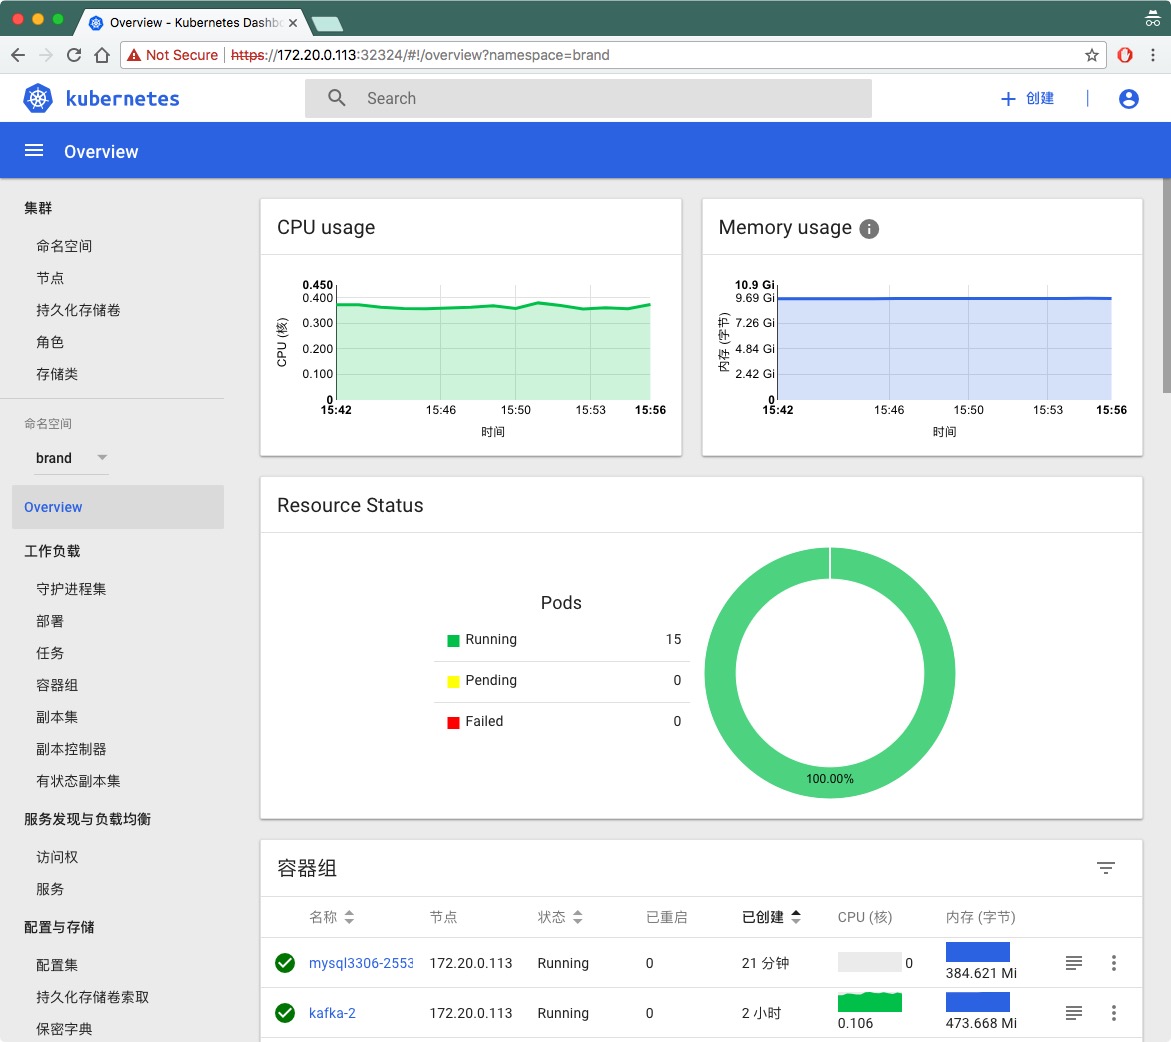 Overview - Kubernetes Dashbo
Not Secure
https://172.20.0.113:32324/#!/overview?namespace=brand
kubernetes
Search
创建
Overview
集群
命名空间
节点
持久化存储卷
角色
存储类
命名空间
brand
Overview
工作负载
守护进程集
部署
任务
容器组
副本集
副本控制器
有状态副本集
服务发现与负载均衡
访问权
服务
配置与存储
配置集
持久化存储卷索取
保密字典
CPU usage
0.450
0.400
0.300
0.200
0.100
0
CPU (核)
15:42
15:46
15:50
15:53
15:56
时间
Memory usage
10.9 Gi
9.69 Gi
7.26 Gi
4.84 Gi
2.42 Gi
0
内存 (字节)
15:42
15:46
15:50
15:53
15:56
时间
Resource Status
Pods
Running 15
Pending 0
Failed 0
100.00%
容器组
名称 节点 状态 已重启 已创建 CPU (核) 内存 (字节)
mysql3306-2553 172.20.0.113 Running 0 21 分钟 0 384.621 Mi
kafka-2 172.20.0.113 Running 0 2 小时 0.106 473.668 Mi